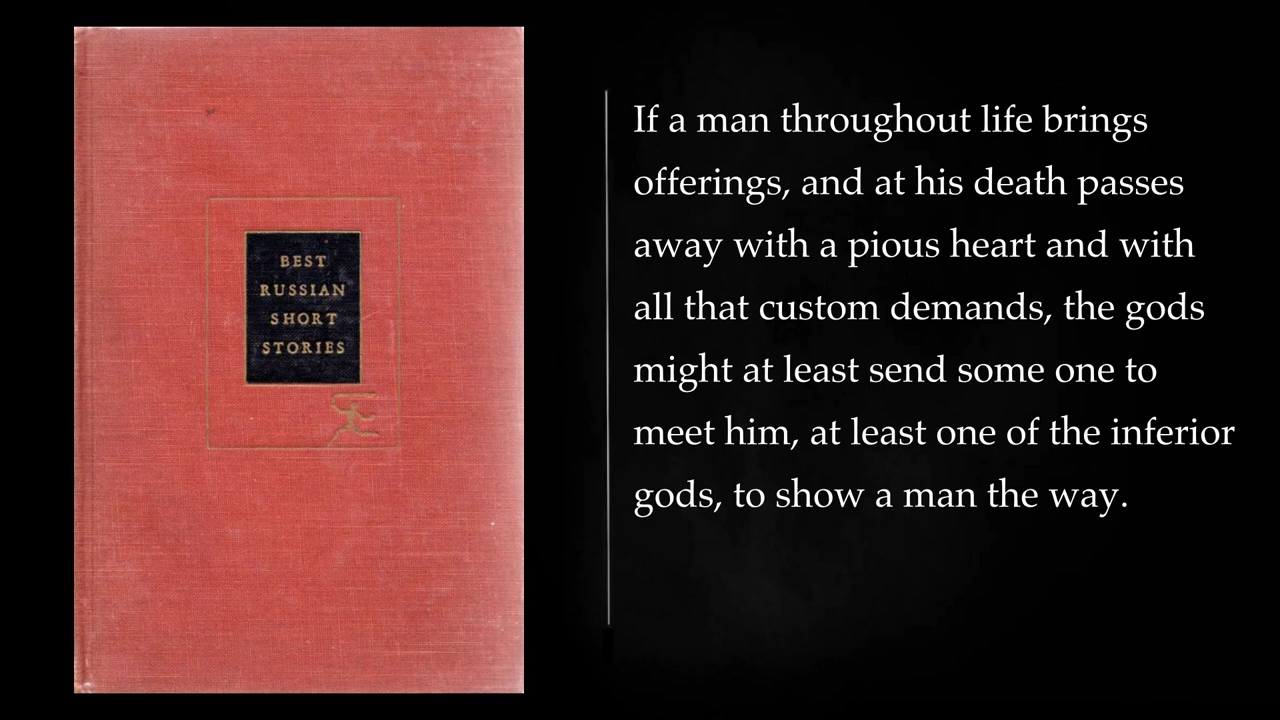 BEST
RUSSIAN
SHORT
STORIES
If a man throughout life brings
offerings, and at his death passes
away with a pious heart and with
all that custom demands, the gods
might at least send some one to
meet him, at least one of the inferior
gods, to show a man the way.